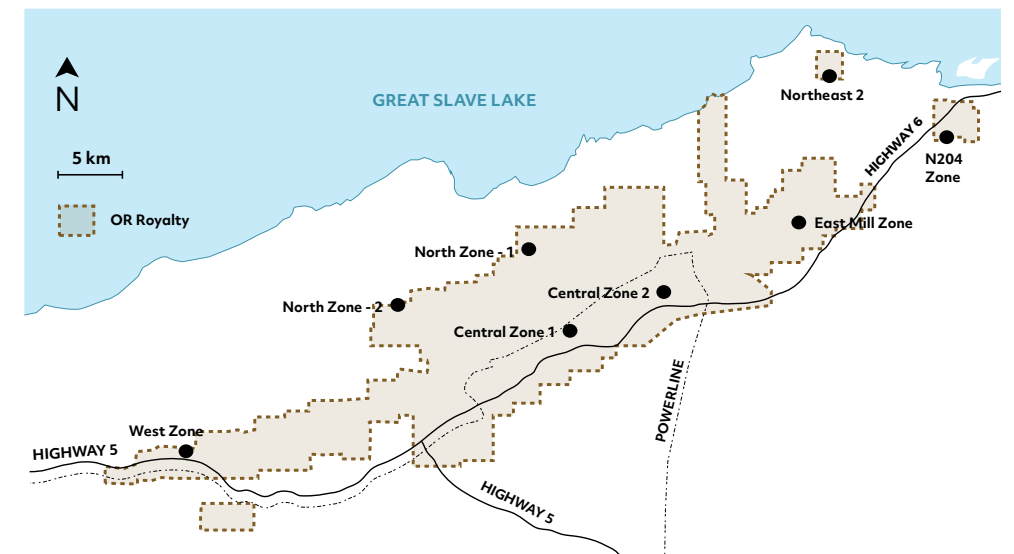 Northeast 2
GREAT SLAVE LAKE
N
HIGHWAY 6
5 km
N204
Zone
OR Royalty
East Mill Zone
North Zone - 1
Central Zone 2
North Zone - 2
Central Zone 1
POWERLINE
West Zone
HIGHWAY 5
HIGHWAY 5